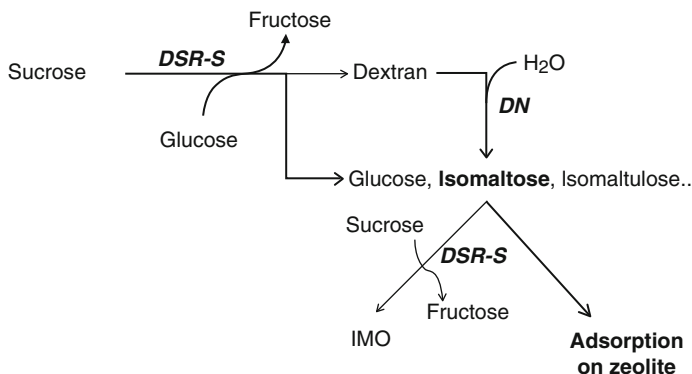 Fructose
DSR-S
Sucrose
Dextran
H2O
DN
Glucose
Glucose, Isomaltose, Isomaltulose..
Sucrose
DSR-S
Fructose
IMO
Adsorption
on zeolite